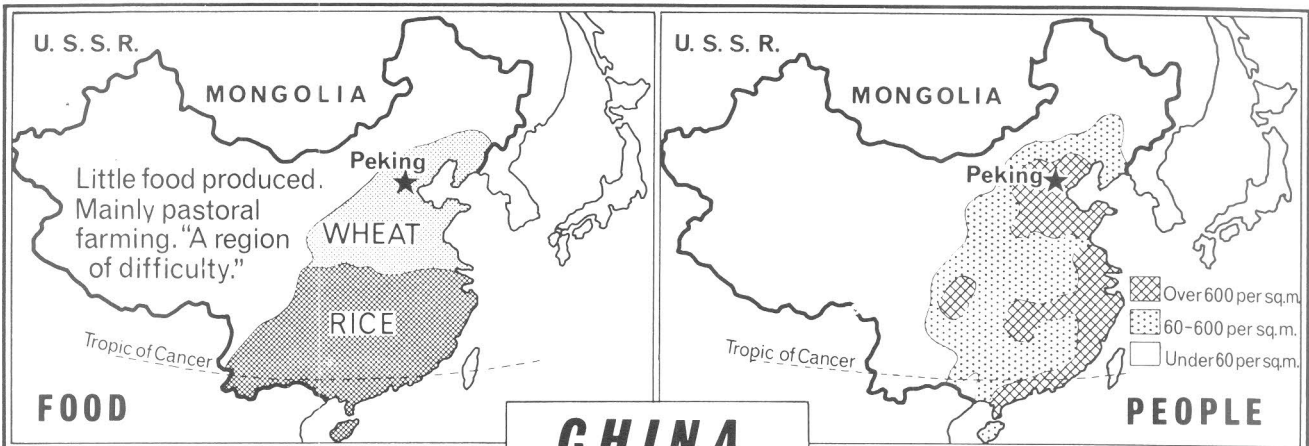 U. S. S. R.
MONGOLIA
Peking
Little food produced.
Mainly pastoral
farming. “A region
of difficulty.”
WHEAT
RICE
Tropic of Cancer
FOOD
U. S. S. R.
MONGOLIA
Peking
Over 600 per sq.m.
60-600 per sq.m.
Under 60 per sq.m.
Tropic of Cancer
PEOPLE
CHINA